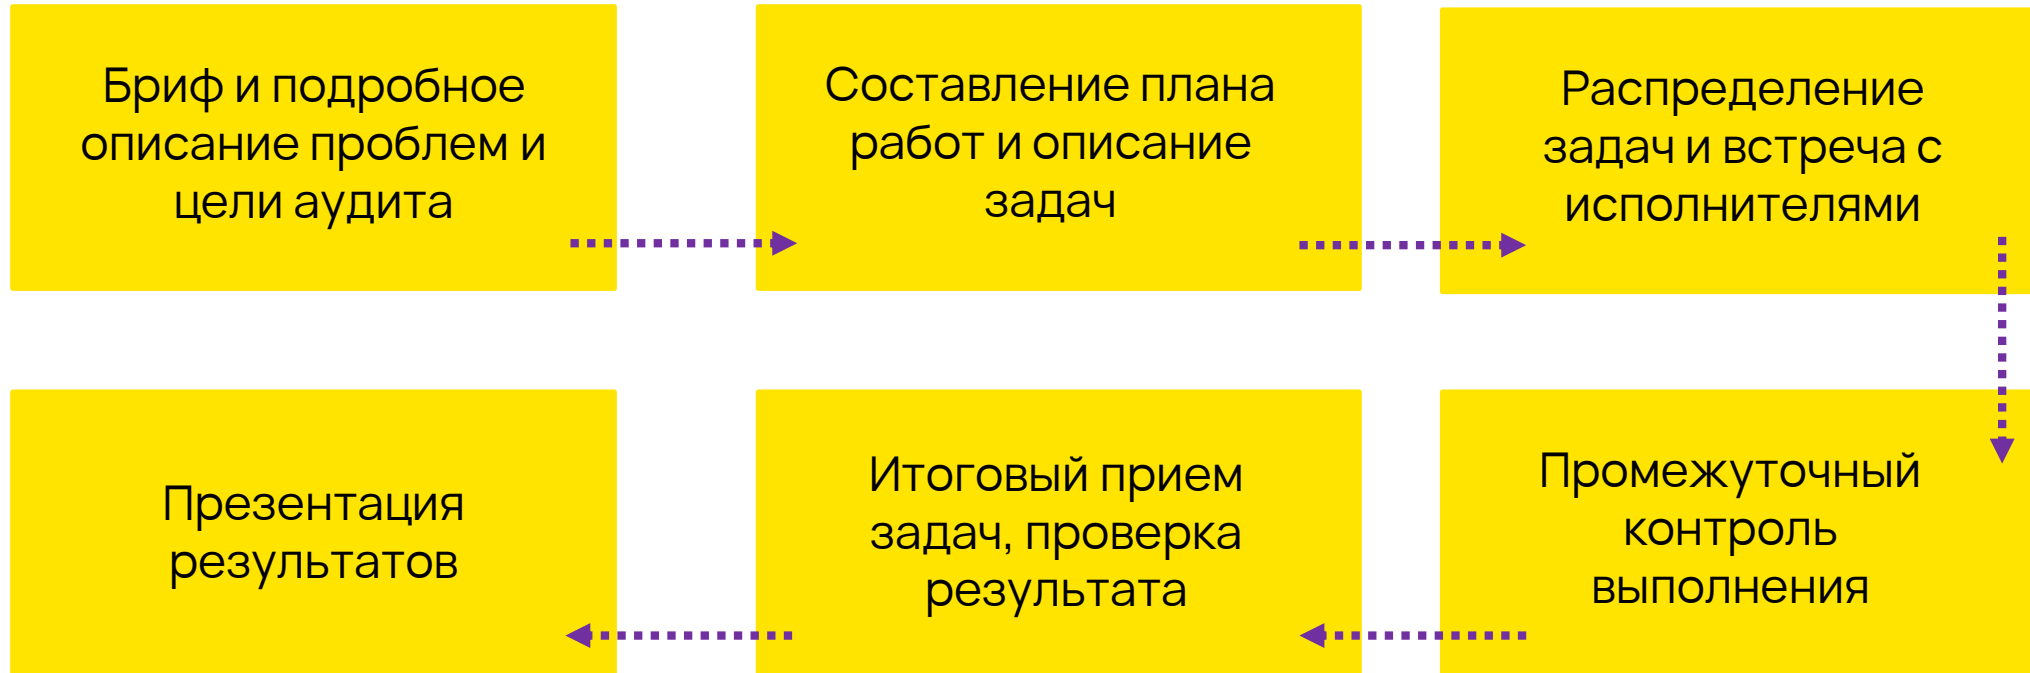 Бриф и подробное
описание проблем и
цели аудита
Составление плана
работ и описание
задач
Распределение
задач и встреча с
исполнителями
Промежуточный
контроль
выполнения
Итоговый прием
задач, проверка
результата
Презентация
результатов